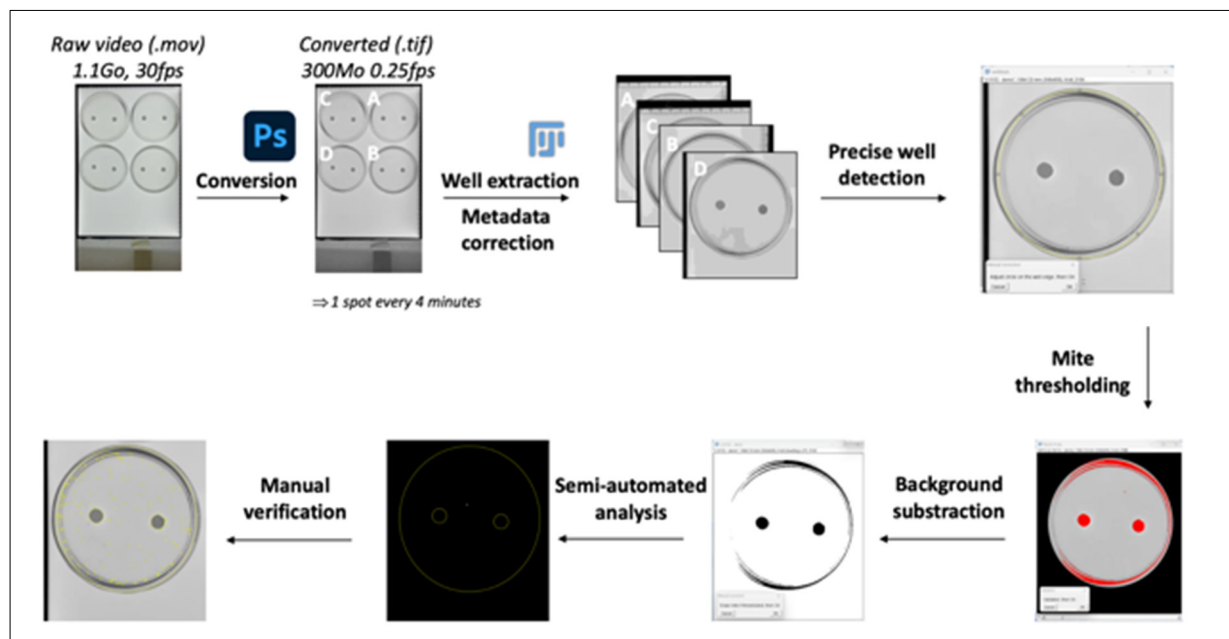 Raw video (.mov)
1.1Go, 30fps
Converted (.tif)
300Mo 0.25fps
C
A
D
B
Ps
Conversion
⇒ 1 spot every 4 minutes
Well extraction
Metadata
correction
A
C
B
D
Precise well
detection
Mite
thresholding
Background
substraction
Semi-automated
analysis
Manual
verification